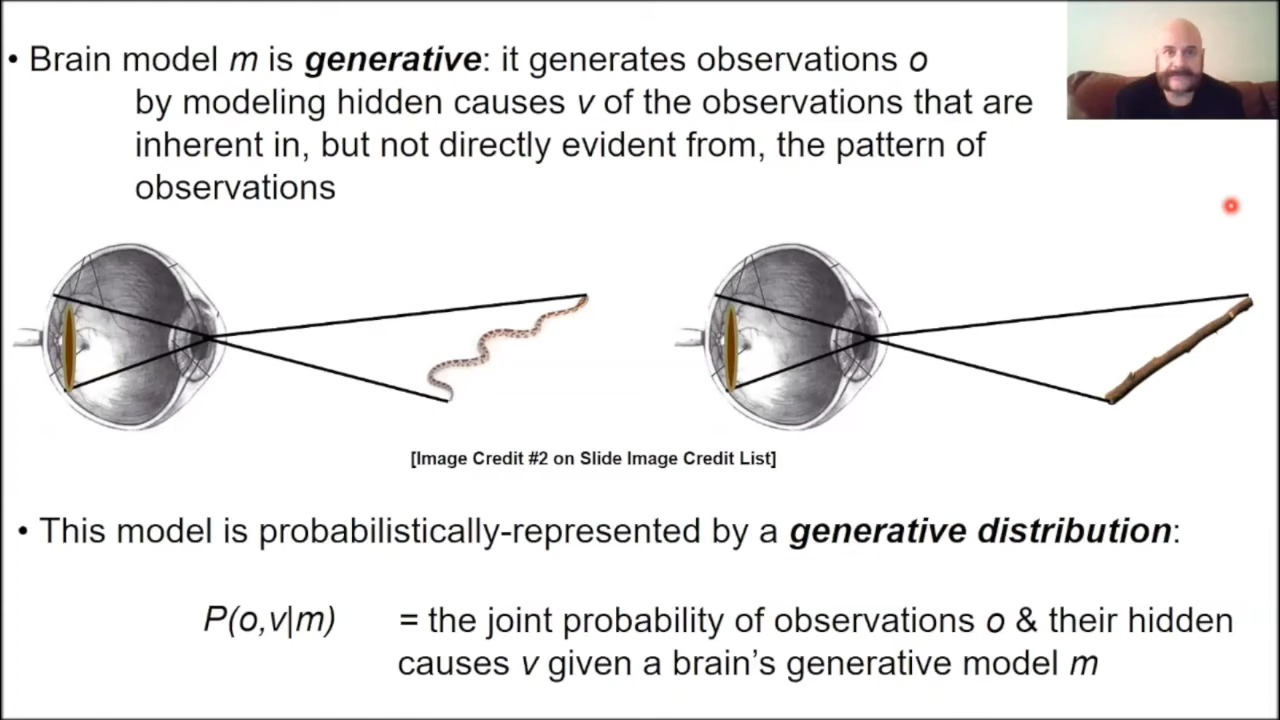 • Brain model m is generative: it generates observations o
by modeling hidden causes v of the observations that are
inherent in, but not directly evident from, the pattern of
observations
[Image Credit #2 on Slide Image Credit List]
• This model is probabilistically-represented by a generative distribution:
P(o,v|m) = the joint probability of observations o & their hidden
causes v given a brain's generative model m